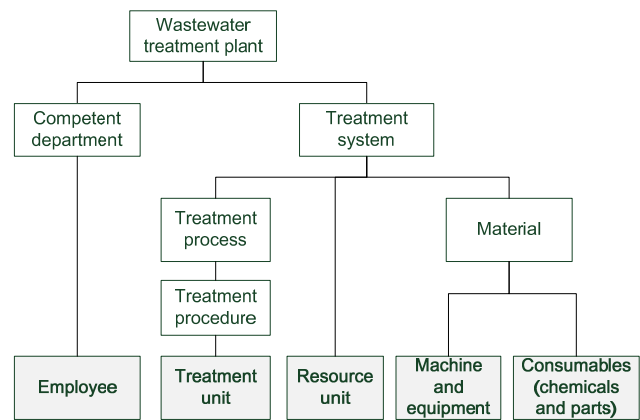 Wastewater
treatment plant
Competent
department
Treatment
system
Treatment
process
Material
Treatment
procedure
Employee
Treatment
unit
Resource
unit
Machine
and
equipment
Consumables
(chemicals
and parts)